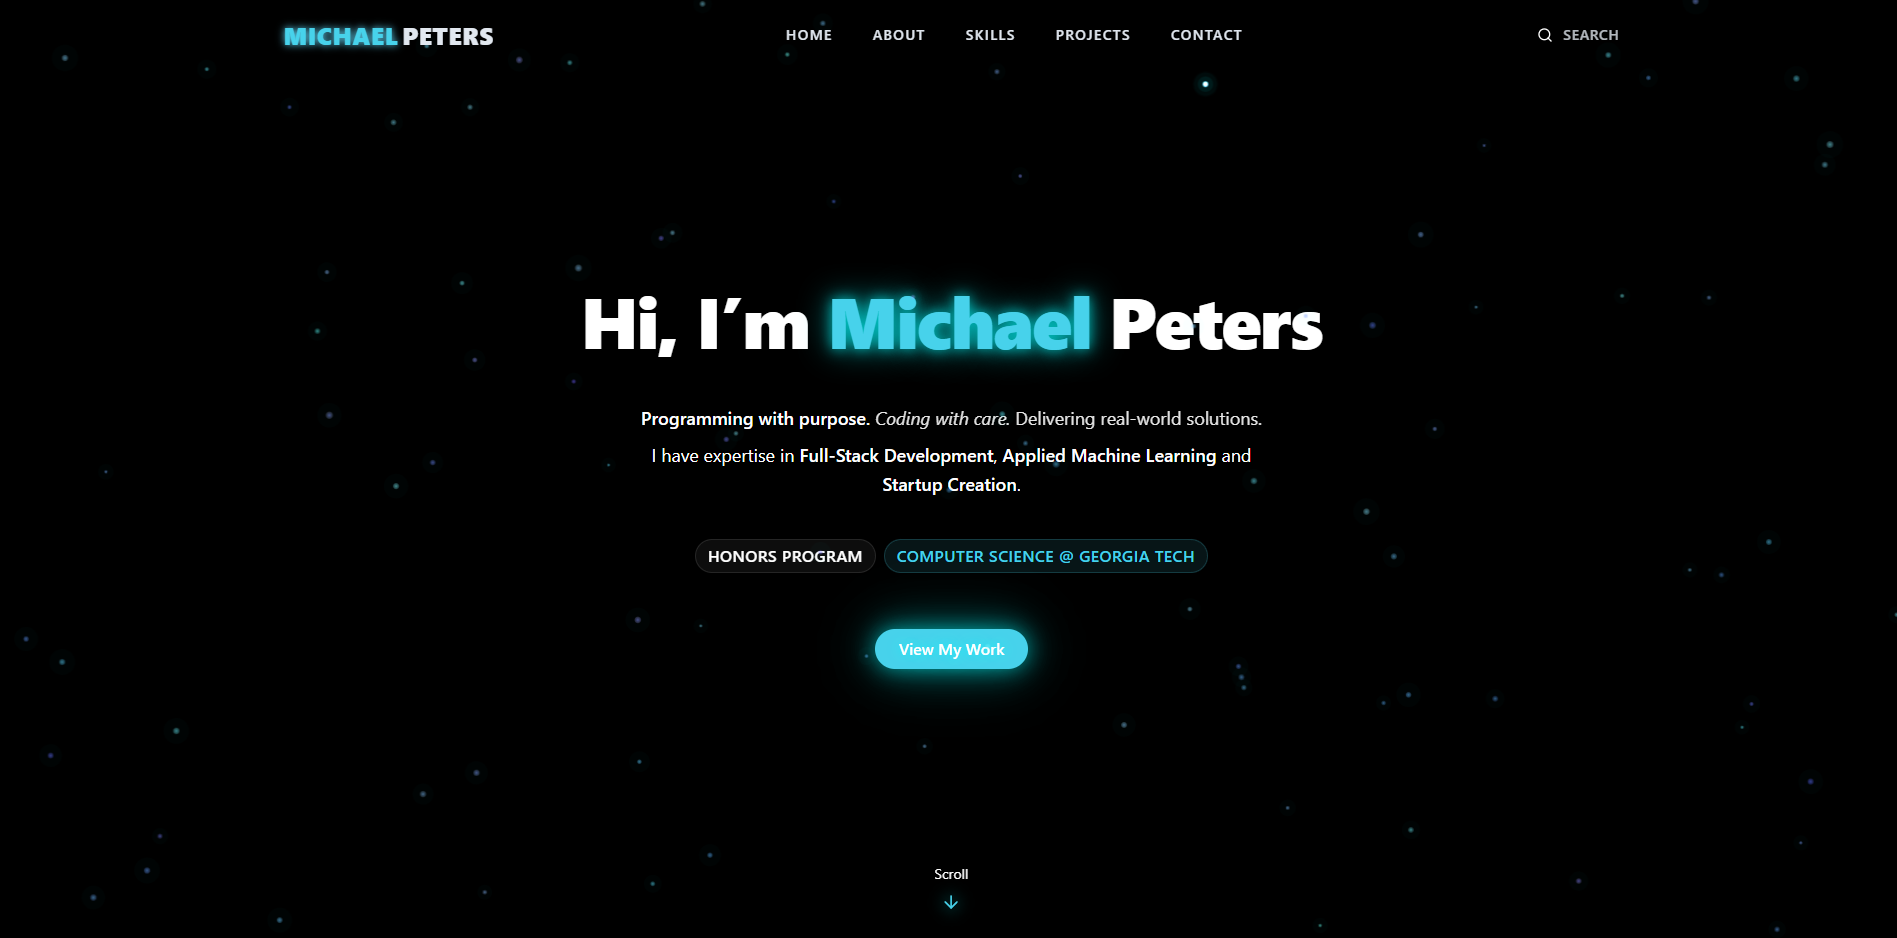 MICHAEL PETERS
HOME ABOUT SKILLS PROJECTS CONTACT
SEARCH
Hi, I´m Michael Peters
Programming with purpose. Coding with care. Delivering real-world solutions.
I have expertise in Full-Stack Development, Applied Machine Learning and
Startup Creation.
HONORS PROGRAM COMPUTER SCIENCE @ GEORGIA TECH
View My Work
Scroll